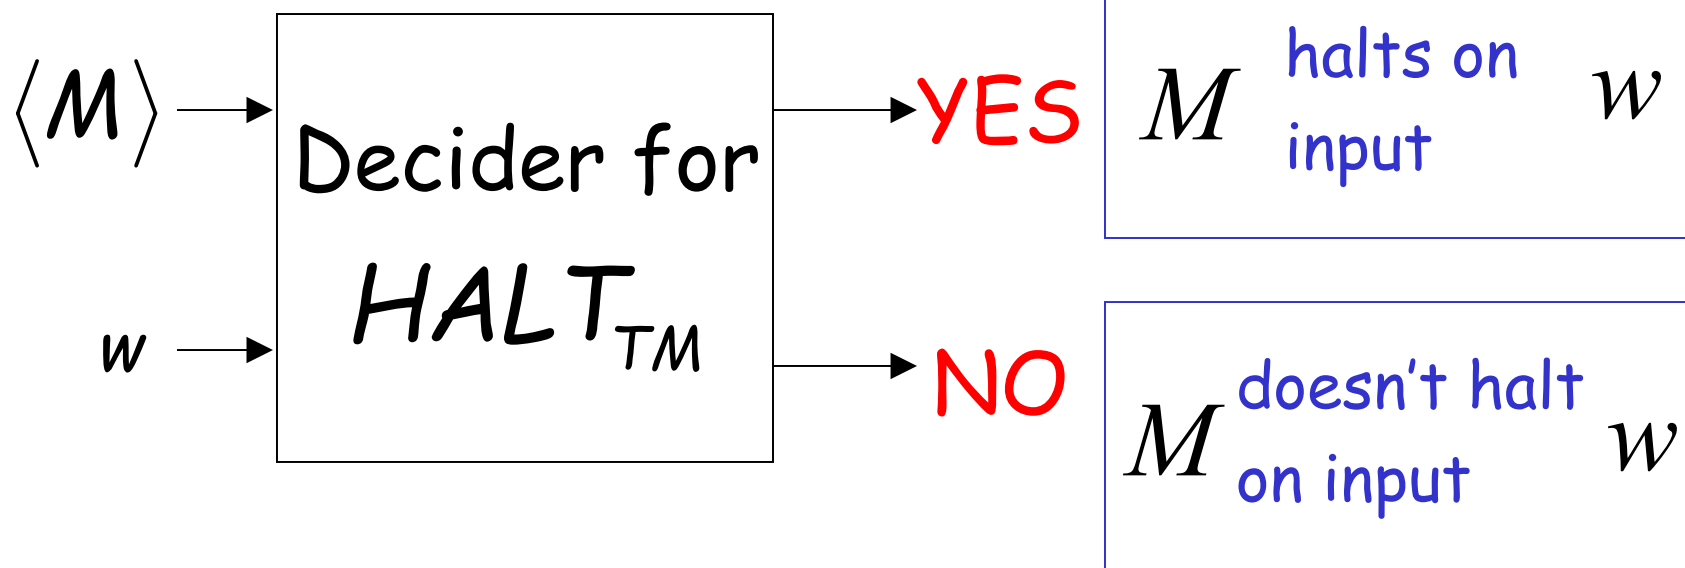 ⟨M⟩
w
Decider for
HALT_TM
YES
M halts on input w
NO
M doesn't halt on input w